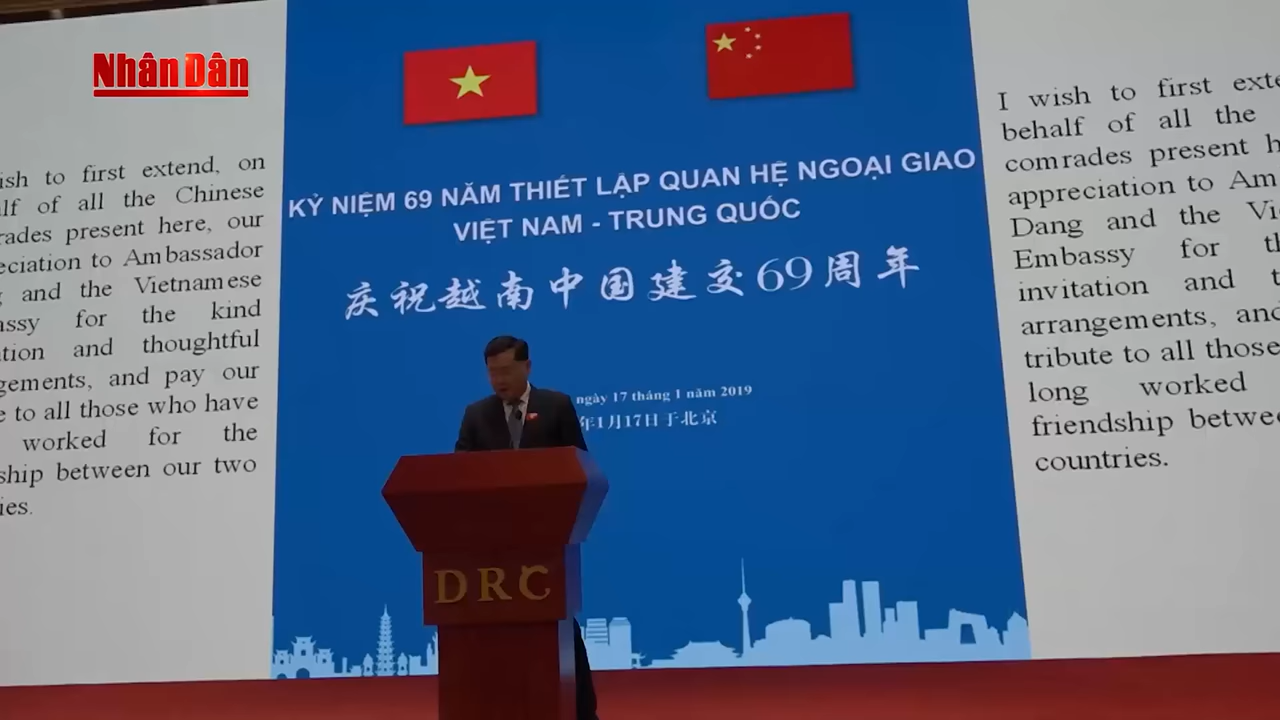 Nhân Dân
ish to first extend, on
lf of all the Chinese
rades present here, our
eciation to Ambassador
and the Vietnamese
assy for the kind
tion and thoughtful
gements, and pay our
e to all those who have
worked for the
ship between our two
ies.
KỶ NIỆM 69 NĂM THIẾT LẬP QUAN HỆ NGOẠI GIAO
VIỆT NAM - TRUNG QUỐC
庆祝越南中国建交69周年
ngày 17 tháng 1 năm 2019
年1月17日于北京
I wish to first exte
behalf of all the
comrades present h
appreciation to Am
Dang and the Vi
Embassy for th
invitation and t
arrangements, and
tribute to all those
long worked
friendship betwe
countries.
DRC